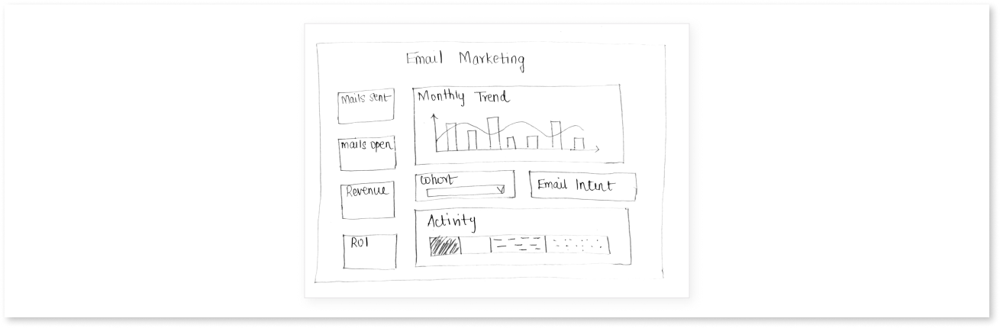 Email Marketing
Mails sent
Monthly Trend
mails open
Cohort
Email Intent
Revenue
Activity
ROI